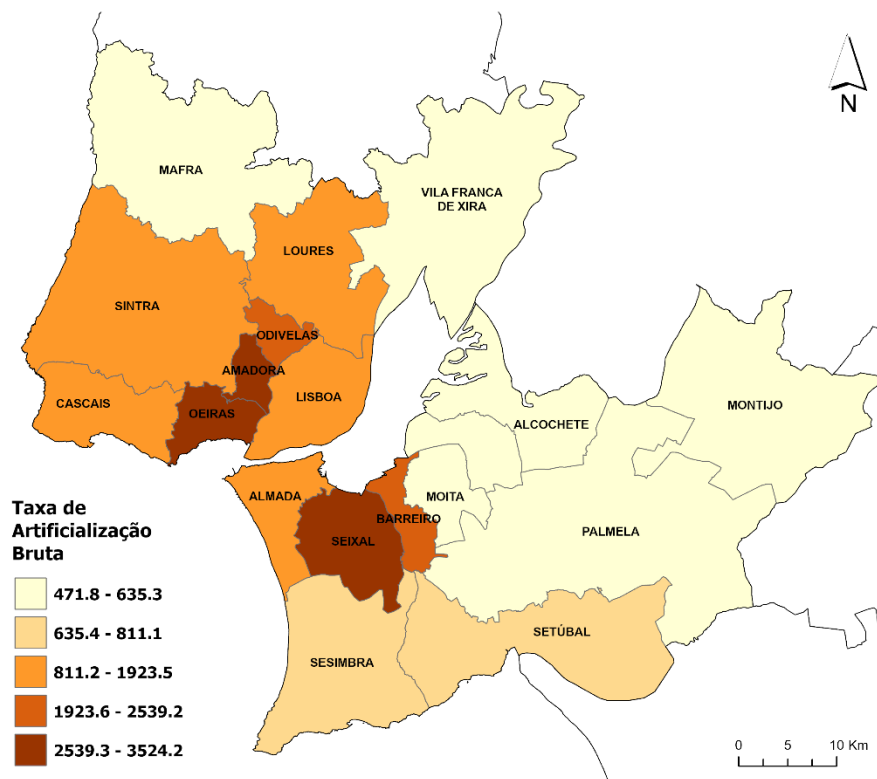 N
MAFRA
VILA FRANCA
DE XIRA
LOURES
SINTRA
ODIVELAS
AMADORA
CASCAIS
LISBOA
OEIRAS
MONTIJO
ALCOCHETE
ALMADA
MOITA
BARREIRO
PALMELA
SEIXAL
SETÚBAL
SESIMBRA
Taxa de
Artificialização
Bruta
471.8 - 635.3
635.4 - 811.1
811.2 - 1923.5
1923.6 - 2539.2
2539.3 - 3524.2
0 5 10 Km